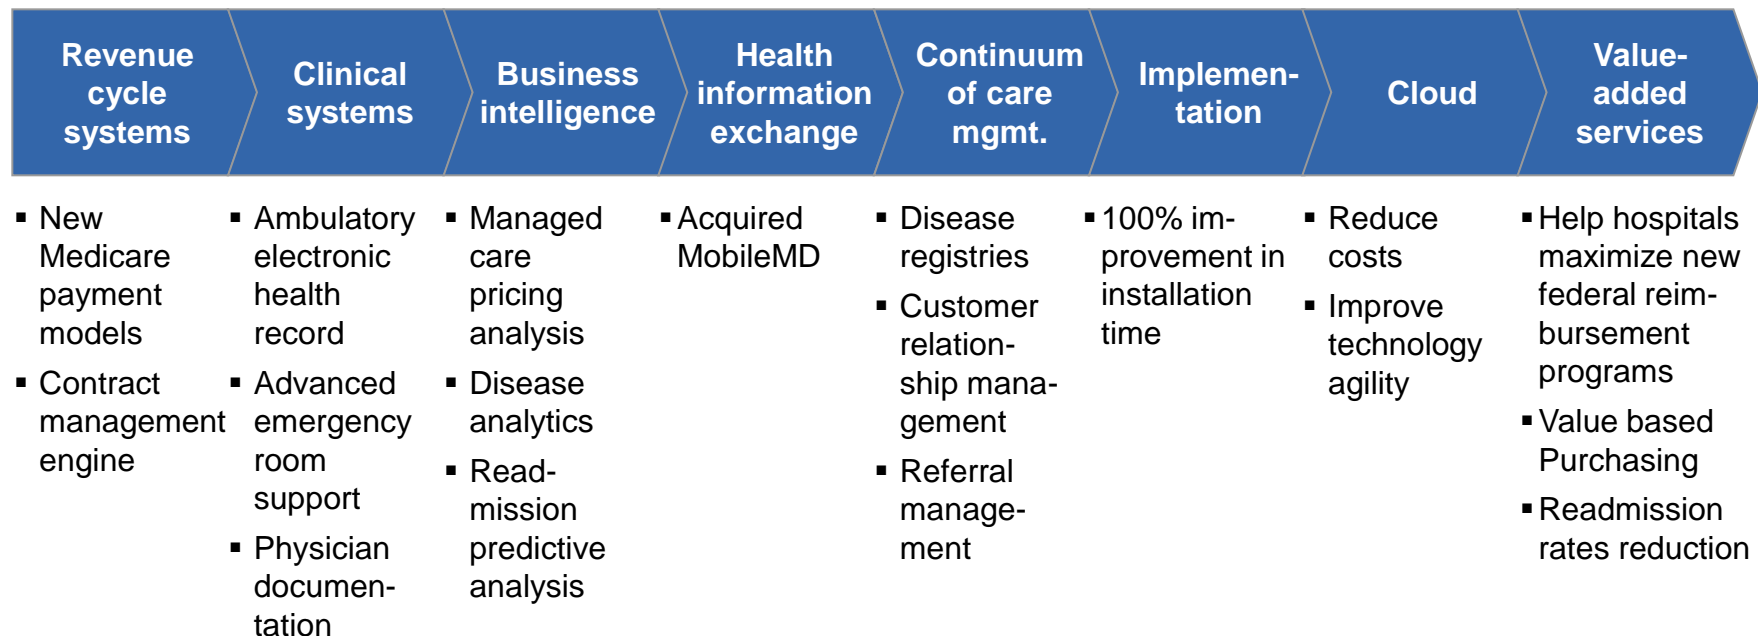 Revenue
cycle
systems
Clinical
systems
Business
intelligence
Health
information
exchange
Continuum
of care
mgmt.
Implemen-
tation
Cloud
Value-
added
services
▪ New
Medicare
payment
models
▪ Contract
management
engine
▪ Ambulatory
electronic
health
record
▪ Advanced
emergency
room
support
▪ Physician
documen-
tation
▪ Managed
care
pricing
analysis
▪ Disease
analytics
▪ Read-
mission
predictive
analysis
▪ Acquired
MobileMD
▪ Disease
registries
▪ Customer
relation-
ship mana-
gement
▪ Referral
manage-
ment
▪ 100% im-
provement in
installation
time
▪ Reduce
costs
▪ Improve
technology
agility
▪ Help hospitals
maximize new
federal reim-
bursement
programs
▪ Value based
Purchasing
▪ Readmission
rates reduction